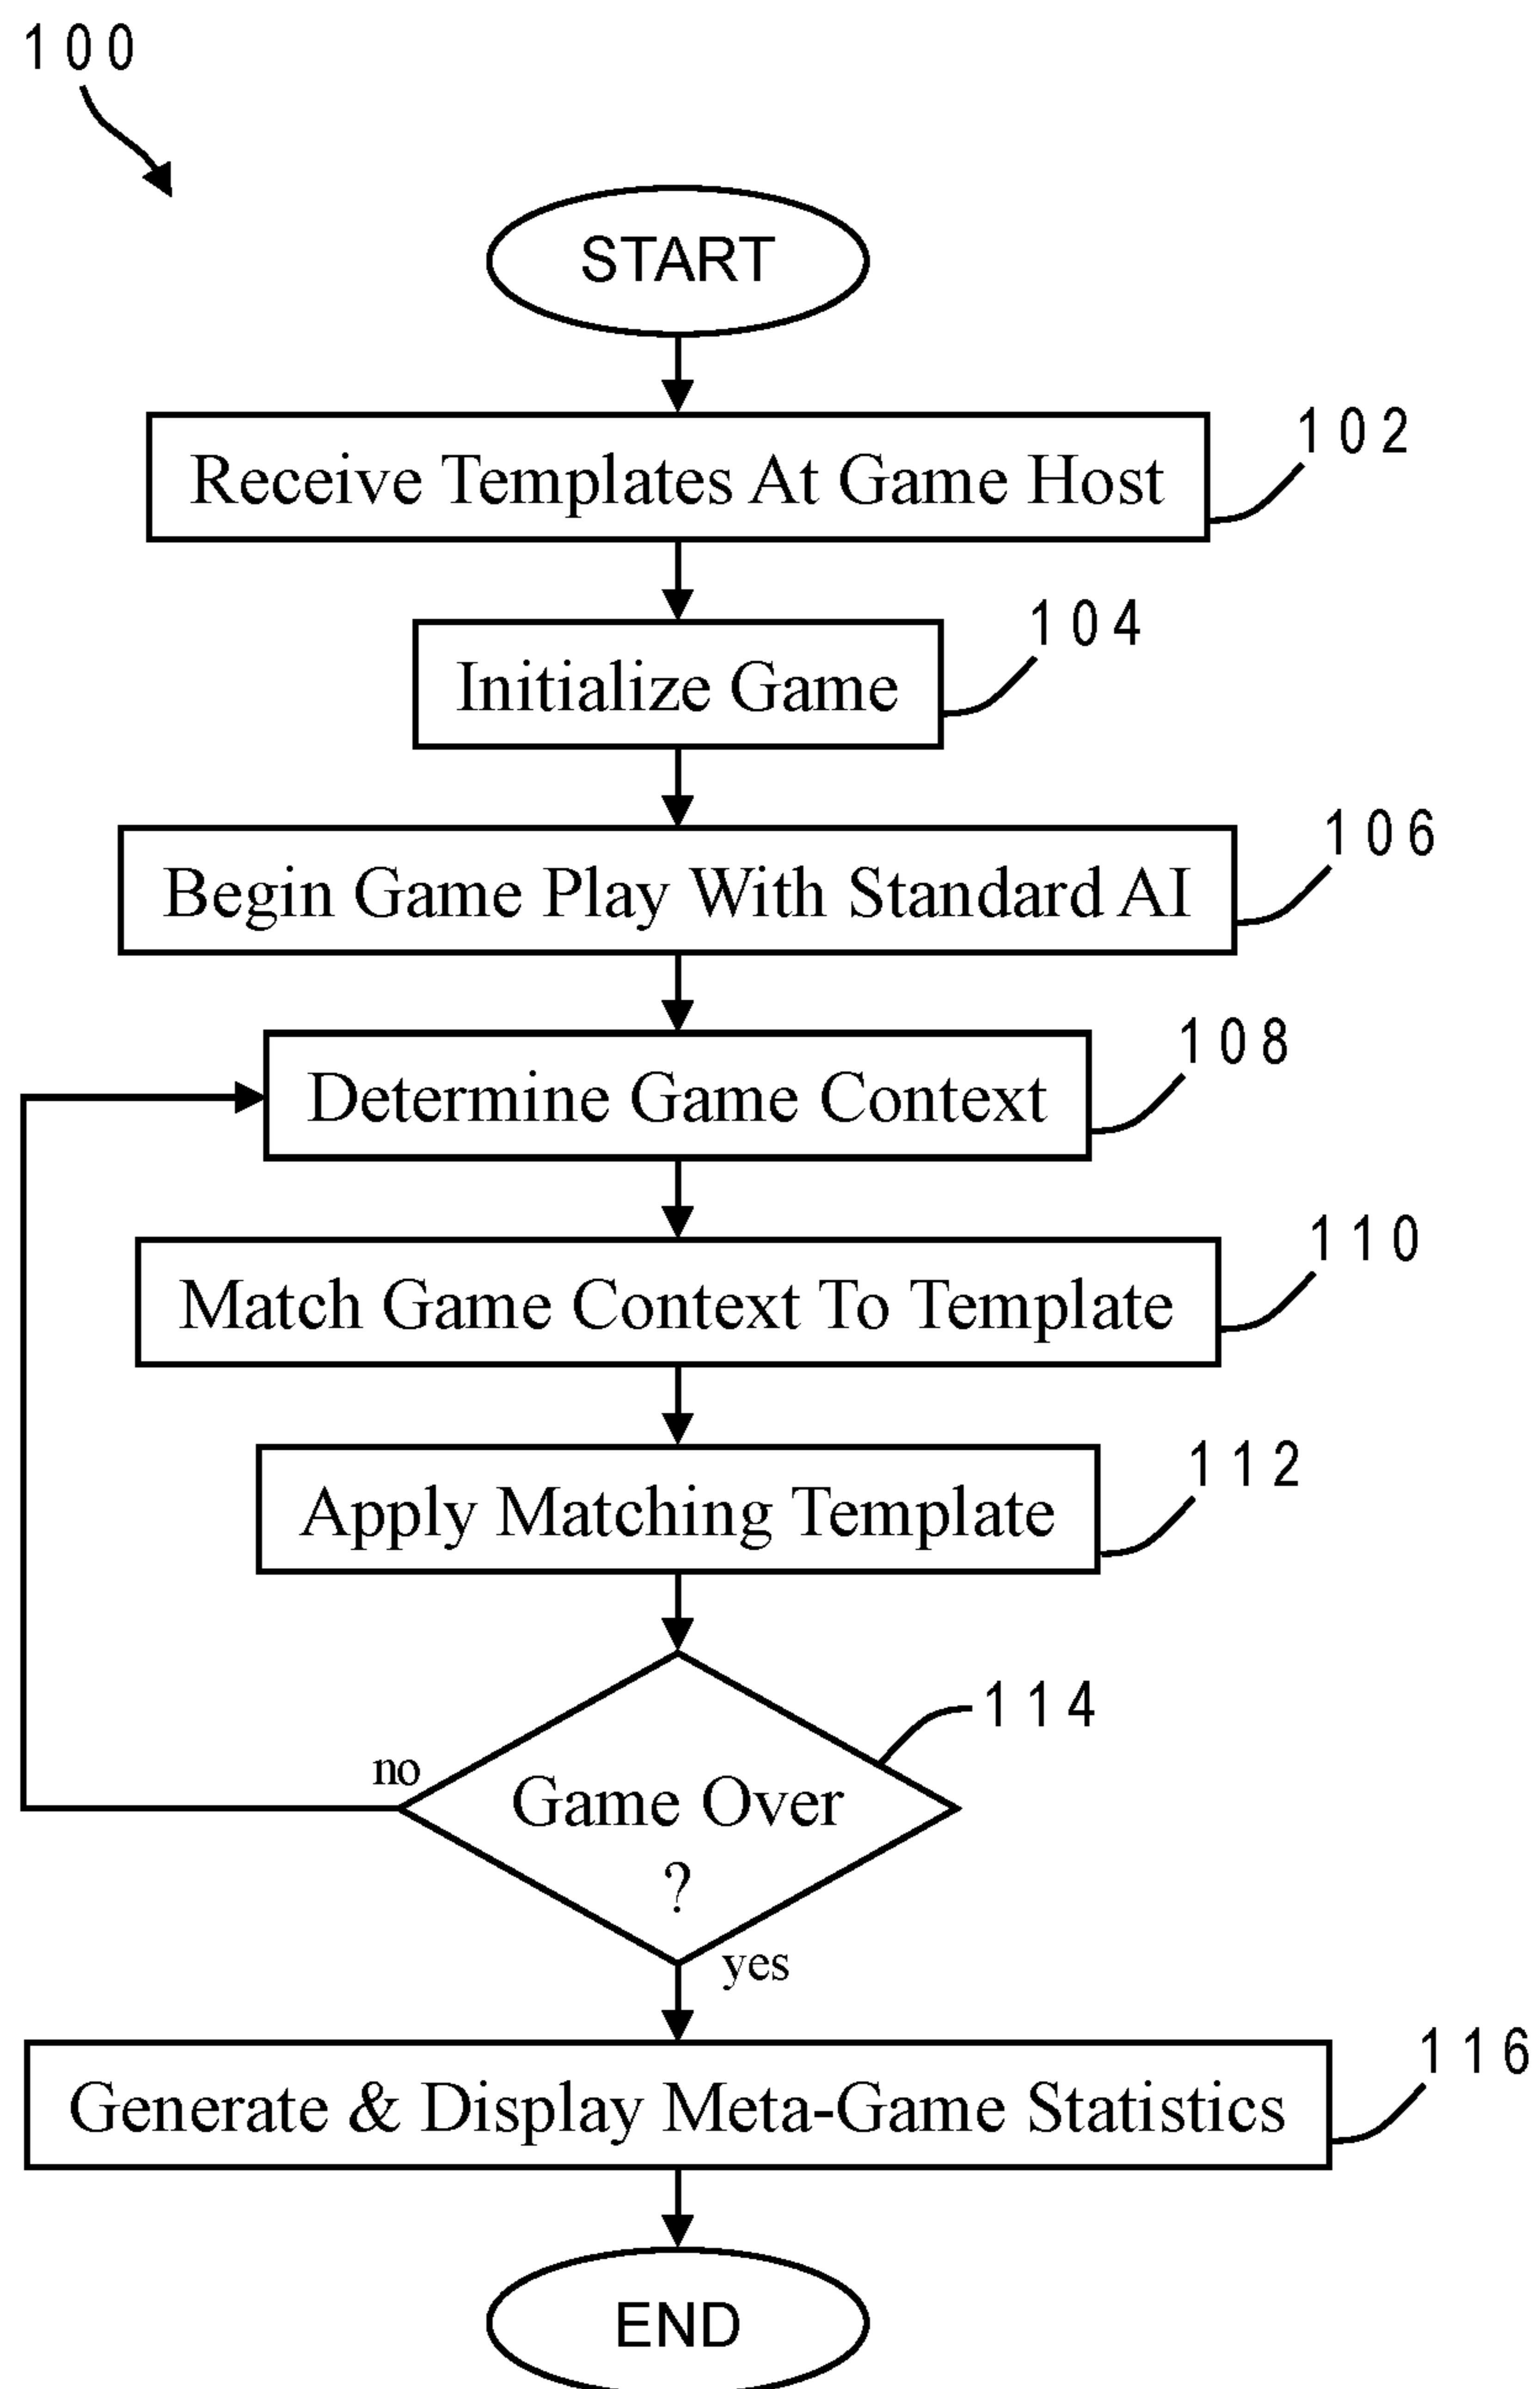 100
START
Receive Templates At Game Host
102
Initialize Game
104
Begin Game Play With Standard AI
106
Determine Game Context
108
Match Game Context To Template
110
Apply Matching Template
112
114
no
Game Over
?
yes
Generate & Display Meta-Game Statistics
116
END